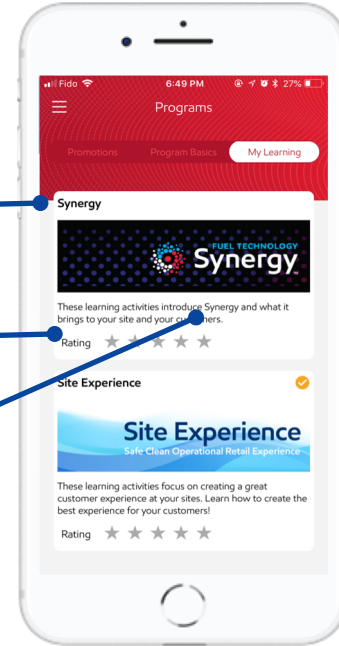 Fido 6:49 PM 27%
Programs
Promotions Program Basics My Learning
Synergy
FUEL TECHNOLOGY
Synergy
These learning activities introduce Synergy and what it
brings to your site and your customers.
Rating
Site Experience
Site Experience
Safe Clean Operational Retail Experience
These learning activities focus on creating a great
customer experience at your sites. Learn how to create the
best experience for your customers!
Rating